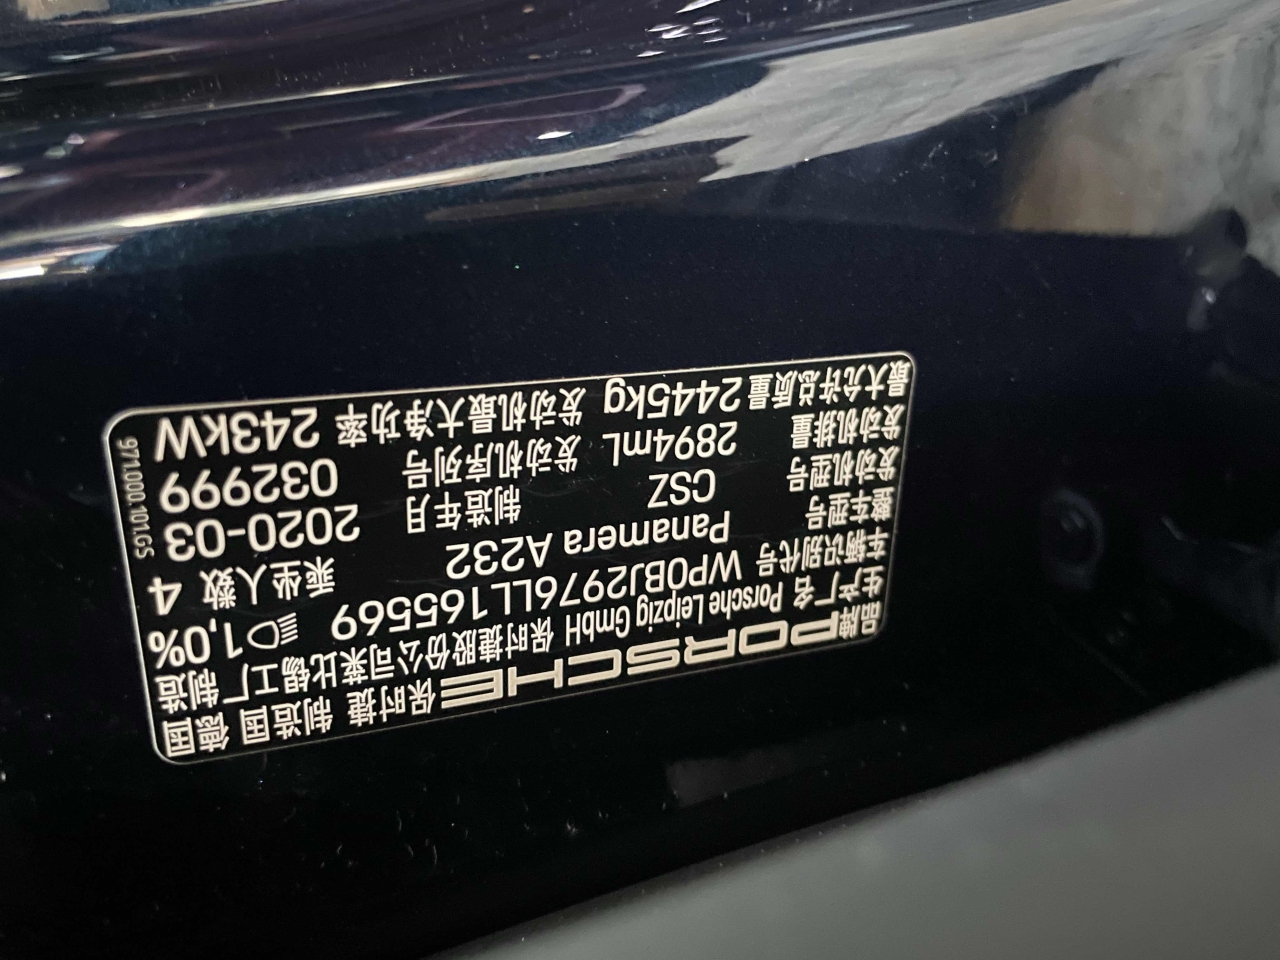 品牌 PORSCHE 保时捷 制造国 德国
生产厂名 Porsche Leipzig GmbH 保时捷股份公司莱比锡工厂制造
车辆识别代号 WP0BJ2976LL165569 1,0%
整车型号 Panamera A232 乘坐人数 4
发动机型号 CSZ 制造年月 2020-03
发动机排量 2894mL 发动机序列号 032999
最大允许总质量 2445kg 发动机最大净功率 243kW
971.000.101.GS